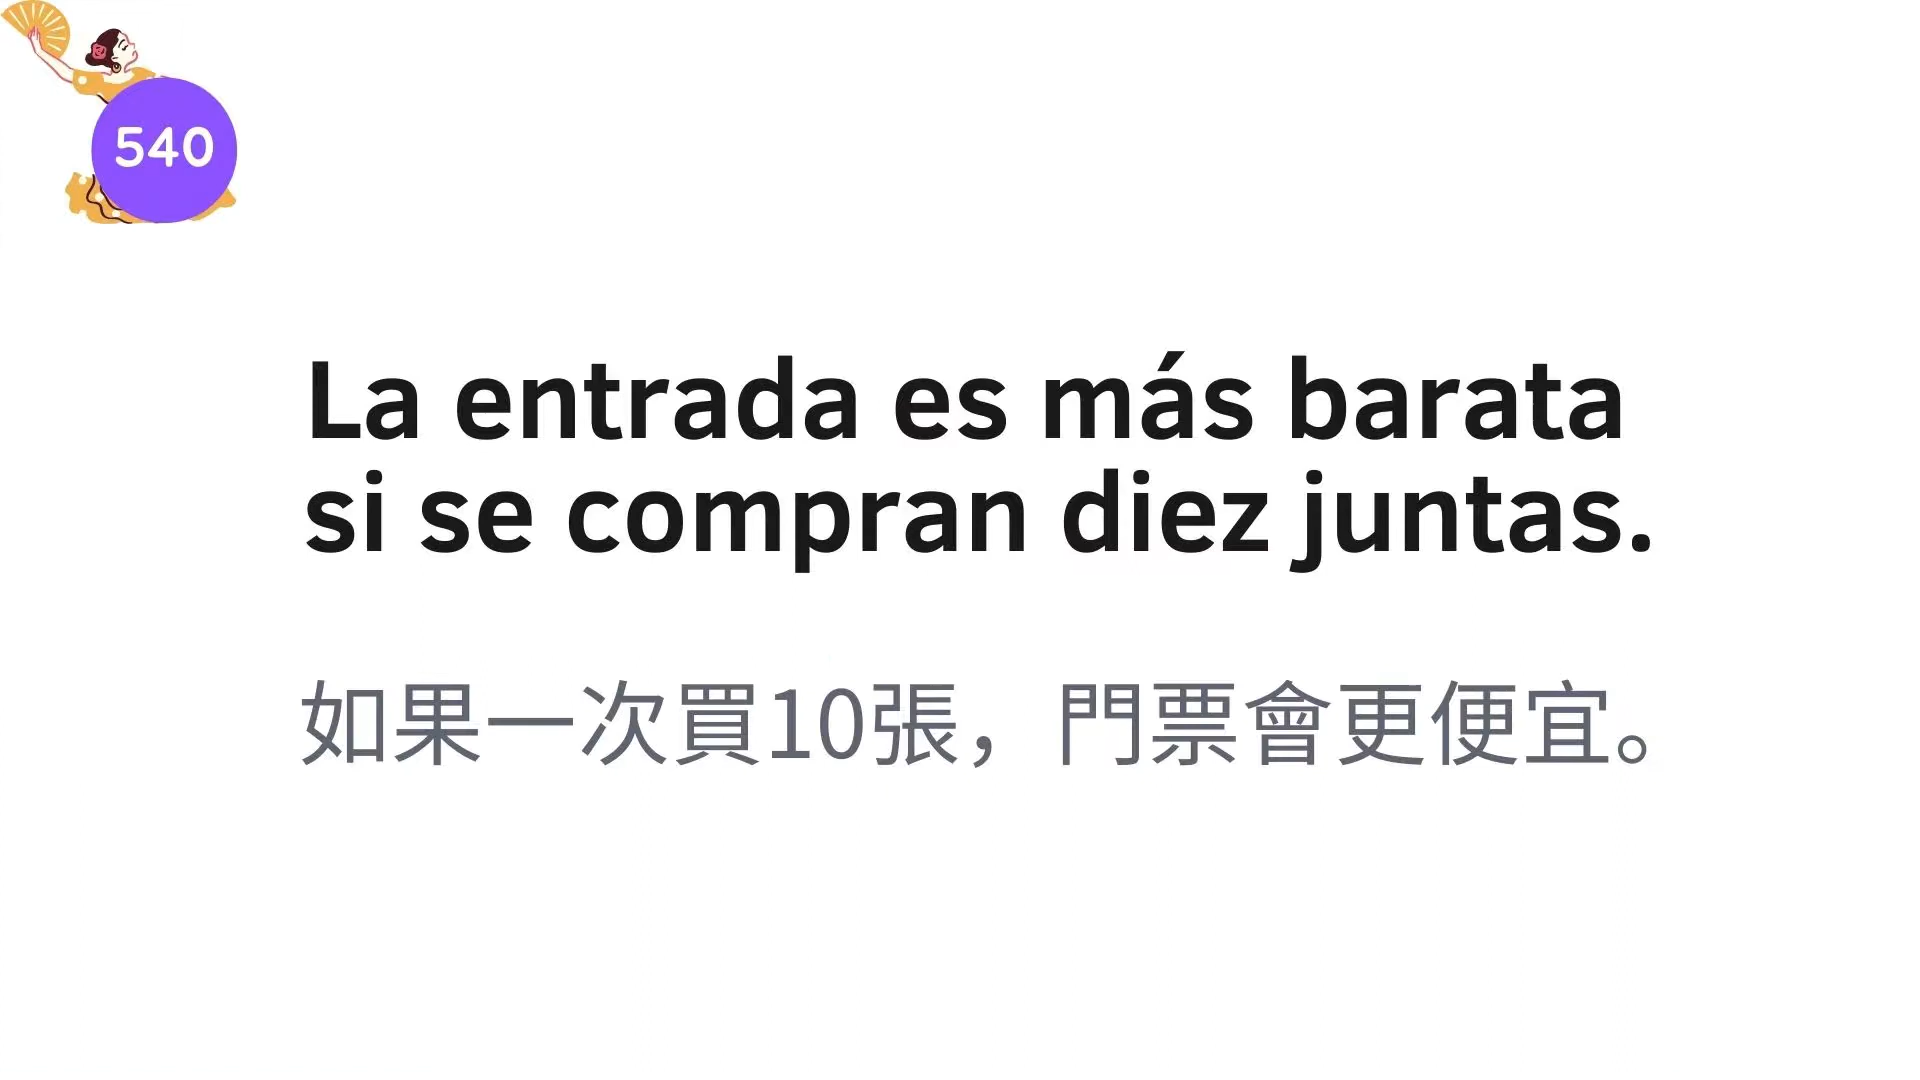 540
La entrada es más barata
si se compran diez juntas.
如果一次買10張，門票會更便宜。